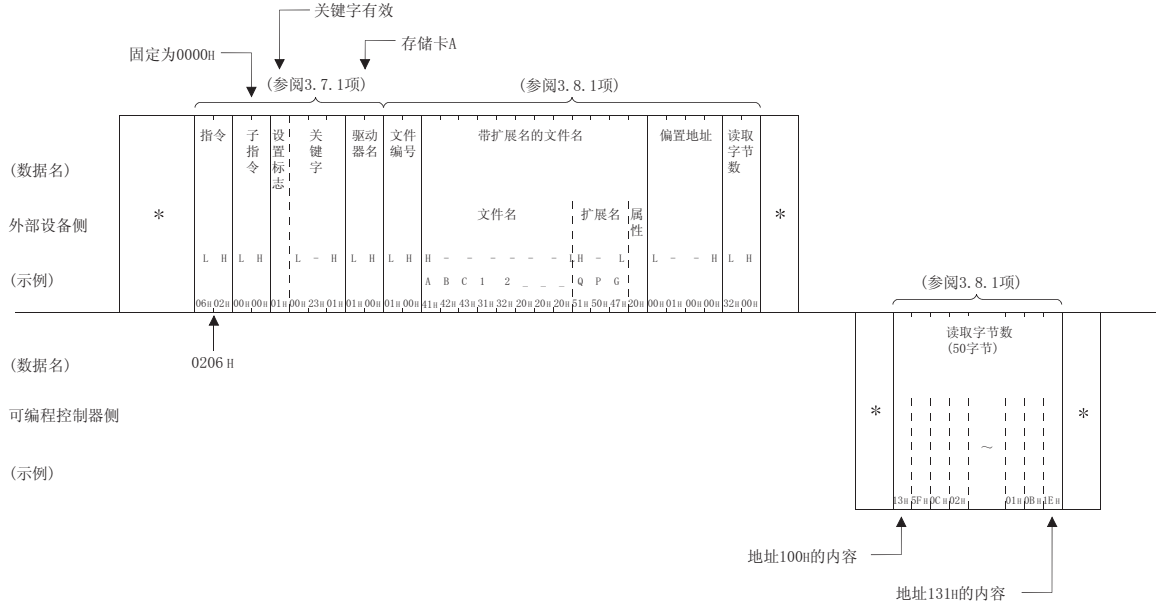 关键字有效
存储卡A
固定为0000H
(参阅3.7.1项)
(参阅3.8.1项)
指令
子指令
设置标志
关键字
驱动器名
文件编号
带扩展名的文件名
偏置地址
读取字节数
(数据名)
外部设备侧
*
文件名
扩展名
属性
*
L H L H L - H L H L H H - - - - - - L H - L L - - H L H
(示例)
A B C 1 2 _ _ _ Q P G
06H 02H 00H 00H 01H 00H 23H 01H 01H 00H 01H 00H 41H 42H 43H 31H 32H 20H 20H 20H 51H 50H 47H 20H 00H 01H 00H 00H 32H 00H
(参阅3.8.1项)
0206H
(数据名)
读取字节数
(50字节)
可编程控制器侧
*
*
~
(示例)
13H 5FH 0CH 02H 01H 0BH 1EH
地址100H的内容
地址131H的内容